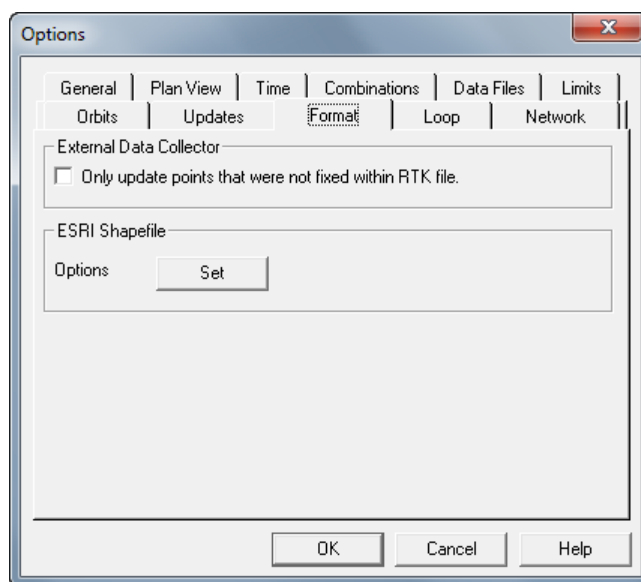 Options
General Plan View Time Combinations Data Files Limits
Orbits Updates Format Loop Network
External Data Collector
Only update points that were not fixed within RTK file.
ESRI Shapefile
Options Set
OK Cancel Help